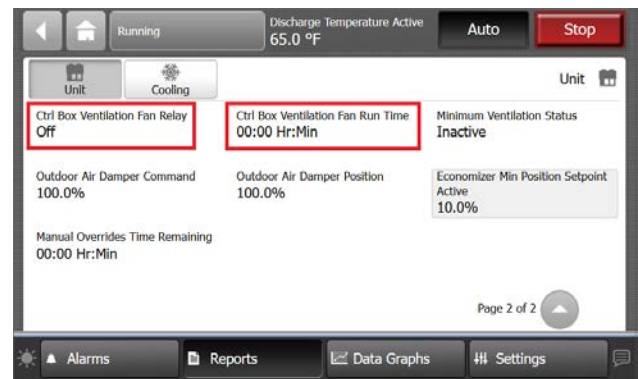 Running
Discharge Temperature Active
65.0 °F
Auto
Stop
Unit
Cooling
Unit
Ctrl Box Ventilation Fan Relay
Off
Ctrl Box Ventilation Fan Run Time
00:00 Hr:Min
Minimum Ventilation Status
Inactive
Outdoor Air Damper Command
100.0%
Outdoor Air Damper Position
100.0%
Economizer Min Position Setpoint
Active
10.0%
Manual Overrides Time Remaining
00:00 Hr:Min
Page 2 of 2
Alarms
Reports
Data Graphs
Settings